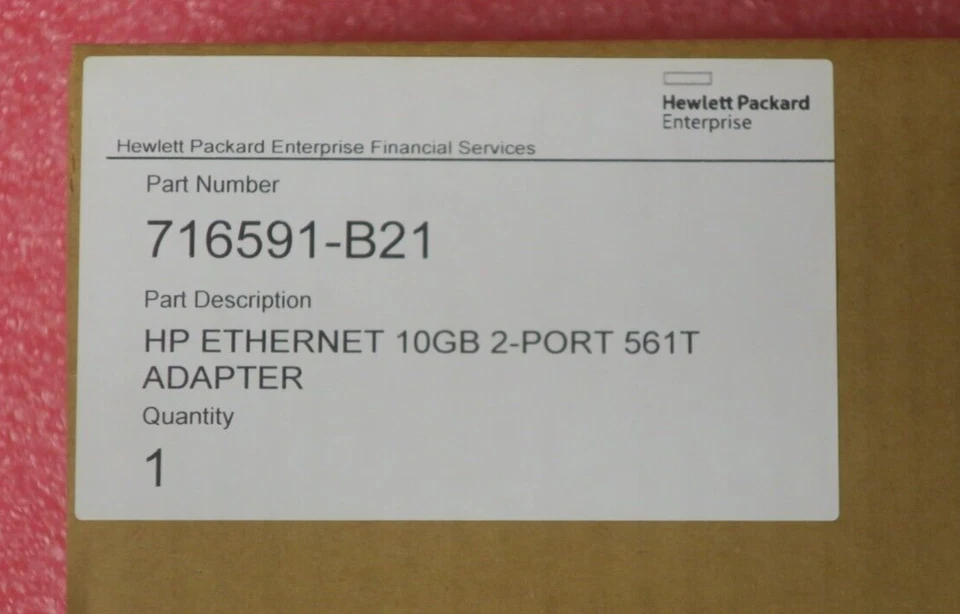 Hewlett Packard
Enterprise
Hewlett Packard Enterprise Financial Services
Part Number
716591-B21
Part Description
HP ETHERNET 10GB 2-PORT 561T
ADAPTER
Quantity
1